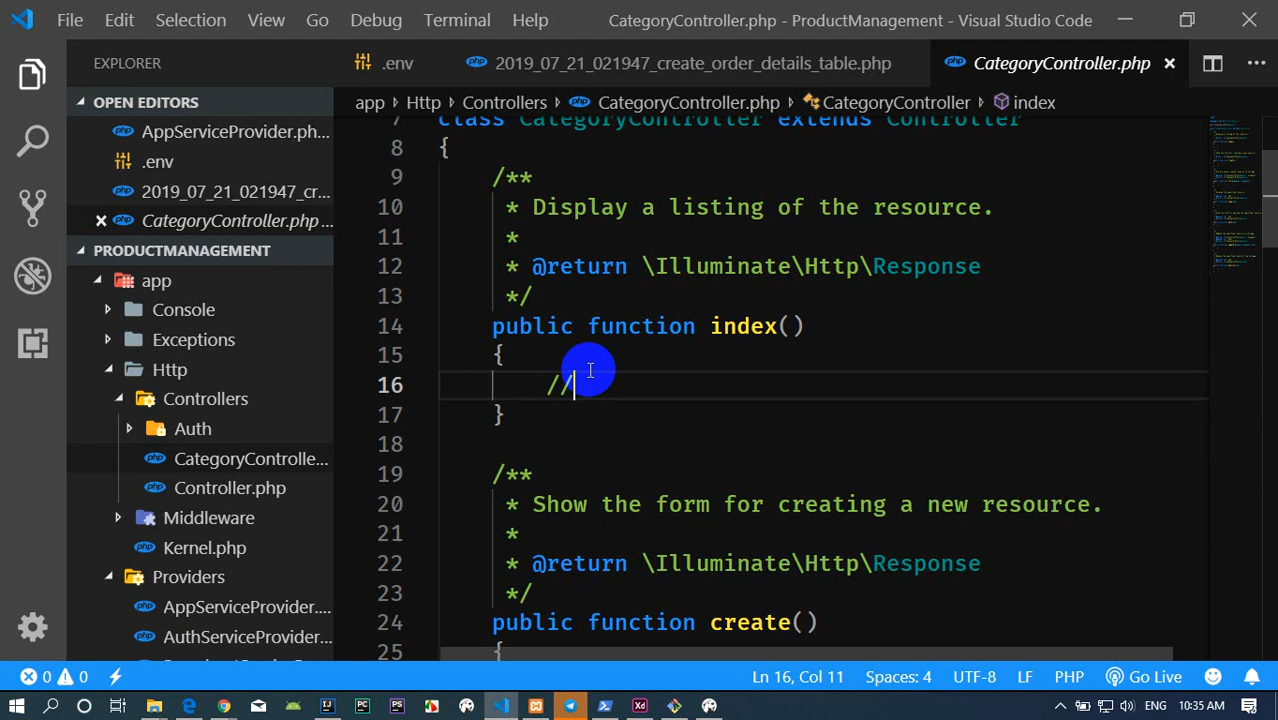 File Edit Selection View Go Debug Terminal Help CategoryController.php - ProductManagement - Visual Studio Code
EXPLORER
.env 2019_07_21_021947_create_order_details_table.php CategoryController.php
OPEN EDITORS
AppServiceProvider.ph...
.env
2019_07_21_021947_cr...
CategoryController.php...
PRODUCTMANAGEMENT
app
Console
Exceptions
Http
Controllers
Auth
CategoryControlle...
Controller.php
Middleware
Kernel.php
Providers
AppServiceProvider....
AuthServiceProvider...
app Http Controllers CategoryController.php CategoryController index
7 class CategoryController extends Controller
8 {
9 /**
10 * Display a listing of the resource.
11 *
12 * @return \Illuminate\Http\Response
13 */
14 public function index()
15 {
16 //
17 }
18
19 /**
20 * Show the form for creating a new resource.
21 *
22 * @return \Illuminate\Http\Response
23 */
24 public function create()
25 {
0 0 Ln 16, Col 11 Spaces: 4 UTF-8 LF PHP Go Live
ENG 10:35 AM